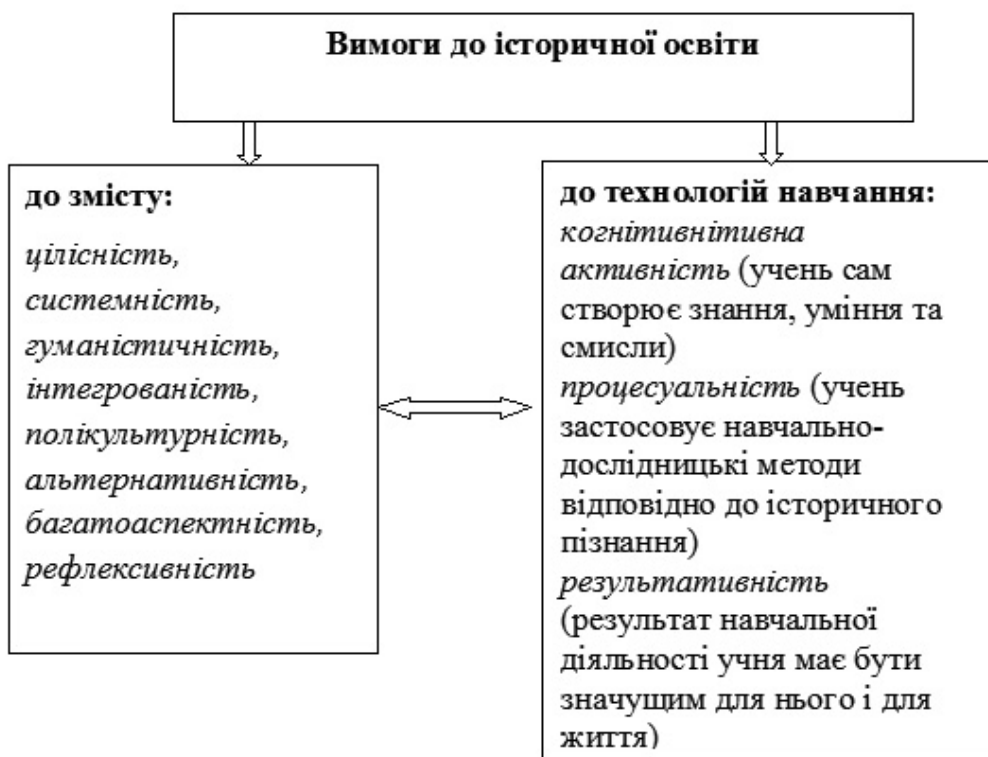 Вимоги до історичної освіти
до змісту:
цілісність,
системність,
гуманістичність,
інтегрованість,
полікультурність,
альтернативність,
багатоаспектність,
рефлексивність
до технологій навчання:
когнітивнітивна
активність (учень сам
створює знання, уміння та
смисли)
процесуальність (учень
застосовує навчально-
дослідницькі методи
відповідно до історичного
пізнання)
результативність
(результат навчальної
діяльності учня має бути
значущим для нього і для
життя)